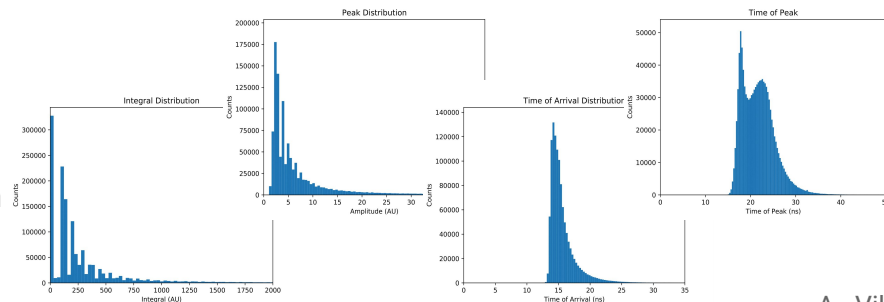 Integral Distribution
Counts
300000
250000
200000
150000
100000
50000
0
0 250 500 750 1000 1250 1500 1750 2000
Integral (AU)
Peak Distribution
Counts
200000
175000
150000
125000
100000
75000
50000
25000
0
0 5 10 15 20 25 30
Amplitude (AU)
Time of Arrival Distribution
Counts
140000
120000
100000
80000
60000
40000
20000
0
0 5 10 15 20 25 30 35
Time of Arrival (ns)
Time of Peak
Counts
50000
40000
30000
20000
10000
0
0 10 20 30 40
Time of Peak (ns)